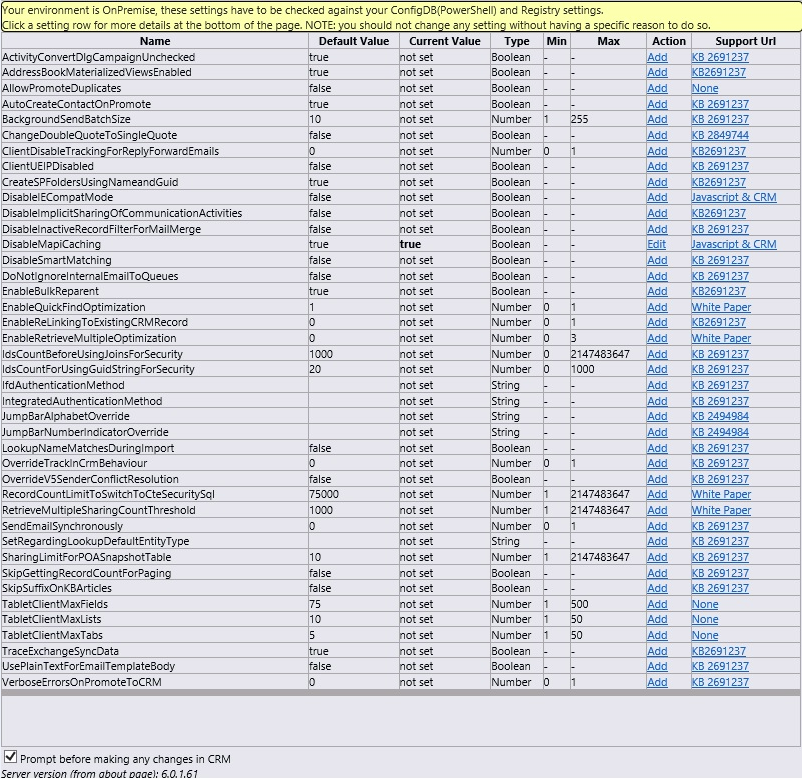 Your environment is OnPremise, these settings have to be checked against your ConfigDB(PowerShell) and Registry settings.
Click a setting row for more details at the bottom of the page. NOTE: you should not change any setting without having a specific reason to do so.
Name Default Value Current Value Type Min Max Action Support Url
ActivityConvertDlgCampaignUnchecked true not set Boolean - - Add KB 2691237
AddressBookMaterializedViewsEnabled true not set Boolean - - Add KB 2691237
AllowPromoteDuplicates false not set Boolean - - Add None
AutoCreateContactOnPromote true not set Boolean - - Add KB 2691237
BackgroundSendBatchSize 10 not set Number 1 255 Add KB 2691237
ChangeDoubleQuoteToSingleQuote false not set Boolean - - Add KB 2849744
ClientDisableTrackingForReplyForwardEmails 0 not set Number 0 1 Add KB2691237
ClientUEIPDisabled false not set Boolean - - Add KB 2691237
CreateSPFoldersUsingNameandGuid true not set Boolean - - Add KB2691237
DisableIECompatMode false not set Boolean - - Add Javascript & CRM
DisableImplicitSharingOfCommunicationActivities false not set Boolean - - Add KB2691237
DisableInactiveRecordFilterForMailMerge false not set Boolean - - Add KB 2691237
DisableMapiCaching true true Boolean - - Edit Javascript & CRM
DisableSmartMatching false not set Boolean - - Add KB 2691237
DoNotIgnoreInternalEmailToQueues false not set Boolean - - Add KB 2691237
EnableBulkReparent true not set Boolean - - Add KB2691237
EnableQuickFindOptimization 1 not set Number 0 1 Add White Paper
EnableReLinkingToExistingCRMRecord 0 not set Number 0 1 Add KB2691237
EnableRetrieveMultipleOptimization 0 not set Number 0 3 Add White Paper
IdsCountBeforeUsingJoinsForSecurity 1000 not set Number 0 2147483647 Add KB 2691237
IdsCountForUsingGuidStringForSecurity 20 not set Number 0 1000 Add KB 2691237
IfdAuthenticationMethod not set String - - Add KB 2691237
IntegratedAuthenticationMethod not set String - - Add KB 2691237
JumpBarAlphabetOverride not set String - - Add KB 2494984
JumpBarNumberIndicatorOverride not set String - - Add KB 2494984
LookupNameMatchesDuringImport false not set Boolean - - Add KB 2691237
OverrideTrackInCrmBehaviour 0 not set Number 0 1 Add KB 2691237
OverrideV5SenderConflictResolution false not set Boolean - - Add KB 2691237
RecordCountLimitToSwitchToCteSecuritySql 75000 not set Number 1 2147483647 Add White Paper
RetrieveMultipleSharingCountThreshold 1000 not set Number 1 2147483647 Add White Paper
SendEmailSynchronously 0 not set Number 0 1 Add KB 2691237
SetRegardingLookupDefaultEntityType not set String - - Add KB 2691237
SharingLimitForPOASnapshotTable 10 not set Number 1 2147483647 Add KB 2691237
SkipGettingRecordCountForPaging false not set Boolean - - Add KB 2691237
SkipSuffixOnKBArticles false not set Boolean - - Add KB 2691237
TabletClientMaxFields 75 not set Number 1 500 Add None
TabletClientMaxLists 10 not set Number 1 50 Add None
TabletClientMaxTabs 5 not set Number 1 50 Add None
TraceExchangeSyncData true not set Boolean - - Add KB2691237
UsePlainTextForEmailTemplateBody false not set Boolean - - Add KB 2691237
VerboseErrorsOnPromoteToCRM 0 not set Number 0 1 Add KB 2691237
Prompt before making any changes in CRM
Server version (from about page): 6.0.1.61